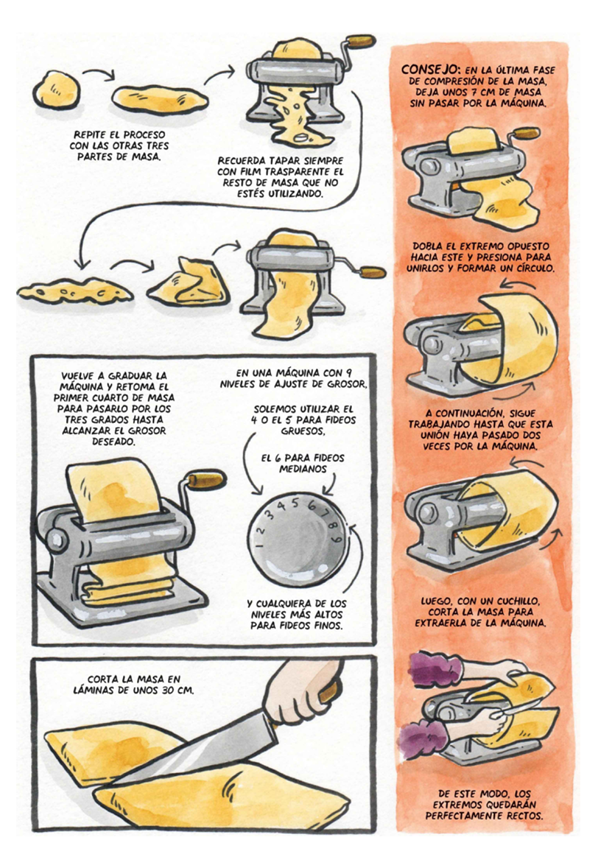 REPITE EL PROCESO
CON LAS OTRAS TRES
PARTES DE MASA.
RECUERDA TAPAR SIEMPRE
CON FILM TRASPARENTE EL
RESTO DE MASA QUE NO
ESTÉS UTILIZANDO.
VUELVE A GRADUAR LA
MÁQUINA Y RETOMA EL
PRIMER CUARTO DE MASA
PARA PASARLO POR LOS
TRES GRADOS HASTA
ALCANZAR EL GROSOR
DESEADO.
EN UNA MÁQUINA CON 9
NIVELES DE AJUSTE DE GROSOR,
SOLEMOS UTILIZAR EL
4 O EL 5 PARA FIDEOS
GRUESOS,
EL 6 PARA FIDEOS
MEDIANOS
1 2 3 4 5 6 7 8 9
Y CUALQUIERA DE LOS
NIVELES MÁS ALTOS
PARA FIDEOS FINOS.
CORTA LA MASA EN
LÁMINAS DE UNOS 30 CM.
CONSEJO: EN LA ÚLTIMA FASE
DE COMPRESIÓN DE LA MASA,
DEJA UNOS 7 CM DE MASA
SIN PASAR POR LA MÁQUINA.
DOBLA EL EXTREMO OPUESTO
HACIA ESTE Y PRESIONA PARA
UNIRLOS Y FORMAR UN CÍRCULO.
A CONTINUACIÓN, SIGUE
TRABAJANDO HASTA QUE ESTA
UNIÓN HAYA PASADO DOS
VECES POR LA MÁQUINA.
LUEGO, CON UN CUCHILLO,
CORTA LA MASA PARA
EXTRAERLA DE LA MÁQUINA.
DE ESTE MODO, LOS
EXTREMOS QUEDARÁN
PERFECTAMENTE RECTOS.